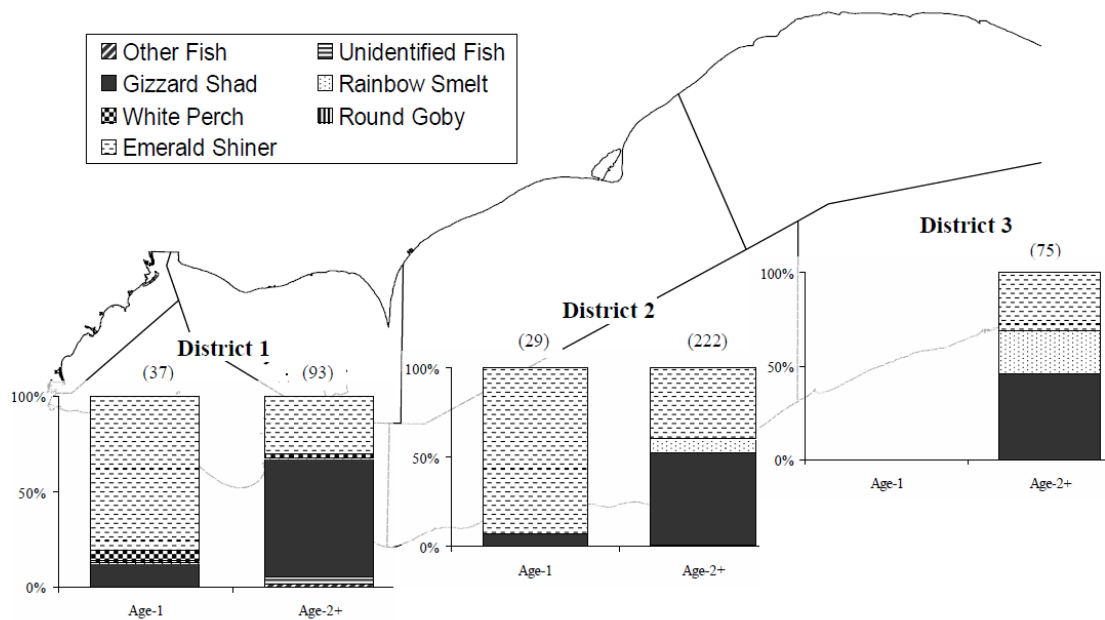 Other Fish
Unidentified Fish
Gizzard Shad
Rainbow Smelt
White Perch
Round Goby
Emerald Shiner
District 3
(75)
100%
50%
0%
Age-1
Age-2+
District 2
(29)
(222)
100%
50%
0%
Age-1
Age-2+
District 1
(37)
(93)
100%
50%
0%
Age-1
Age-2+